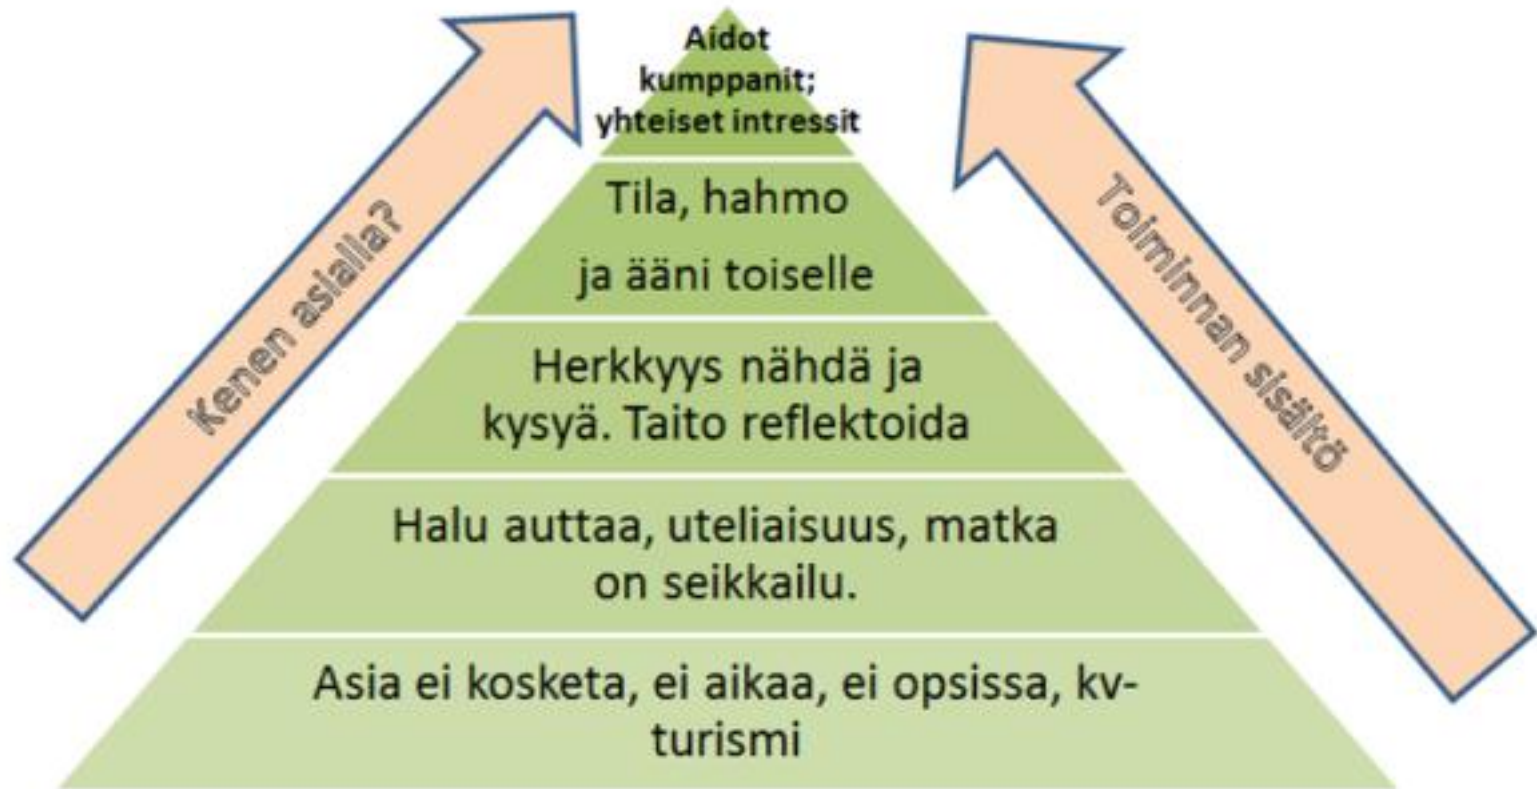 Aidot
kumppanit;
yhteiset intressit
Tila, hahmo
ja ääni toiselle
Herkkyys nähdä ja
kysyä. Taito reflektoida
Halu auttaa, uteliaisuus, matka
on seikkailu.
Asia ei kosketa, ei aikaa, ei opsissa, kv-
turismi
Kenen asialla?
Toiminnan sisältö